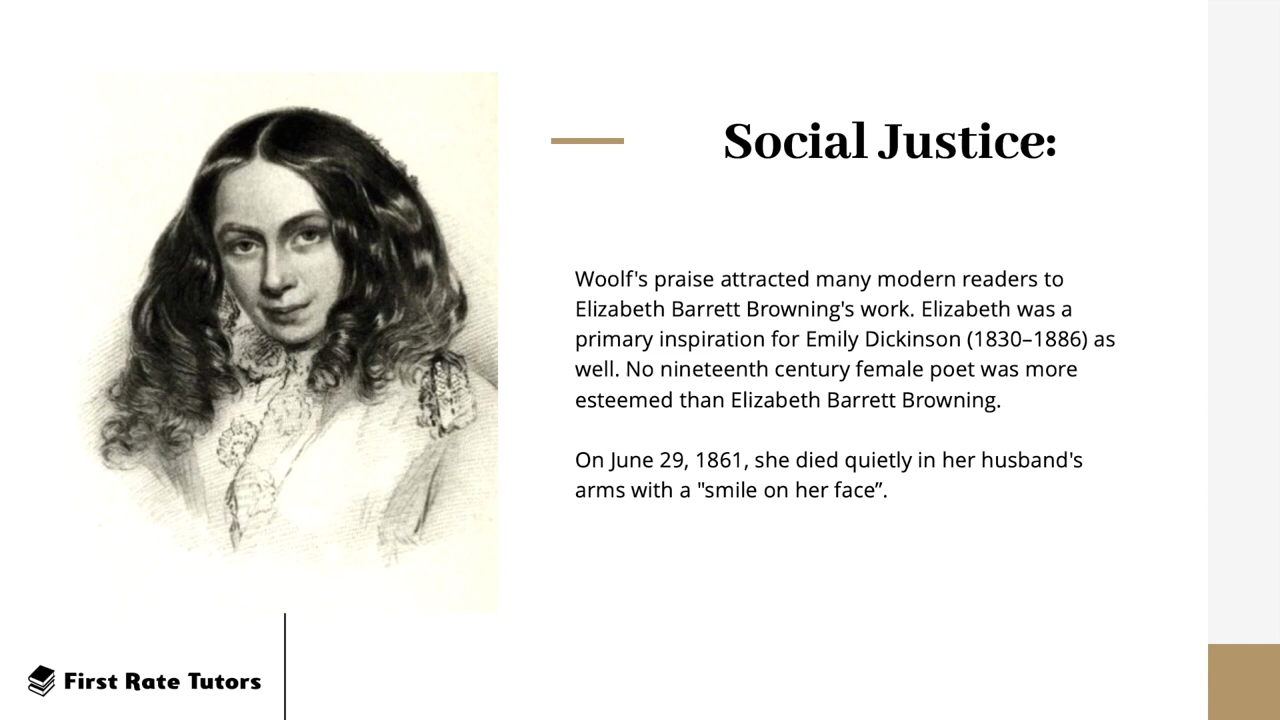 Social Justice:
Woolf's praise attracted many modern readers to
Elizabeth Barrett Browning's work. Elizabeth was a
primary inspiration for Emily Dickinson (1830–1886) as
well. No nineteenth century female poet was more
esteemed than Elizabeth Barrett Browning.
On June 29, 1861, she died quietly in her husband's
arms with a "smile on her face”.
First Rate Tutors